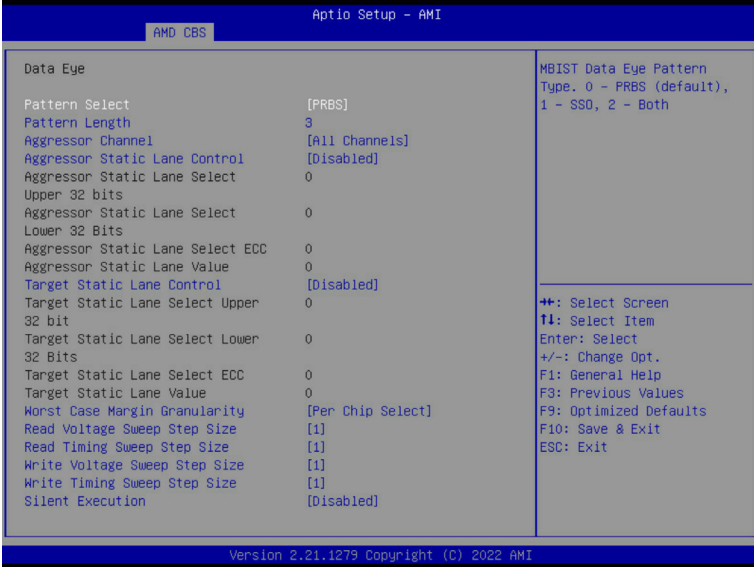 Aptio Setup - AMI
AMD CBS
Data Eye
Pattern Select [PRBS]
Pattern Length 3
Aggressor Channel [All Channels]
Aggressor Static Lane Control [Disabled]
Aggressor Static Lane Select 0
Upper 32 bits
Aggressor Static Lane Select 0
Lower 32 Bits
Aggressor Static Lane Select ECC 0
Aggressor Static Lane Value 0
Target Static Lane Control [Disabled]
Target Static Lane Select Upper 0
32 bit
Target Static Lane Select Lower 0
32 Bits
Target Static Lane Select ECC 0
Target Static Lane Value 0
Worst Case Margin Granularity [Per Chip Select]
Read Voltage Sweep Step Size [1]
Read Timing Sweep Step Size [1]
Write Voltage Sweep Step Size [1]
Write Timing Sweep Step Size [1]
Silent Execution [Disabled]
MBIST Data Eye Pattern
Type. 0 - PRBS (default),
1 - SSO, 2 - Both
→←: Select Screen
↑↓: Select Item
Enter: Select
+/-: Change Opt.
F1: General Help
F3: Previous Values
F9: Optimized Defaults
F10: Save & Exit
ESC: Exit
Version 2.21.1279 Copyright (C) 2022 AMI